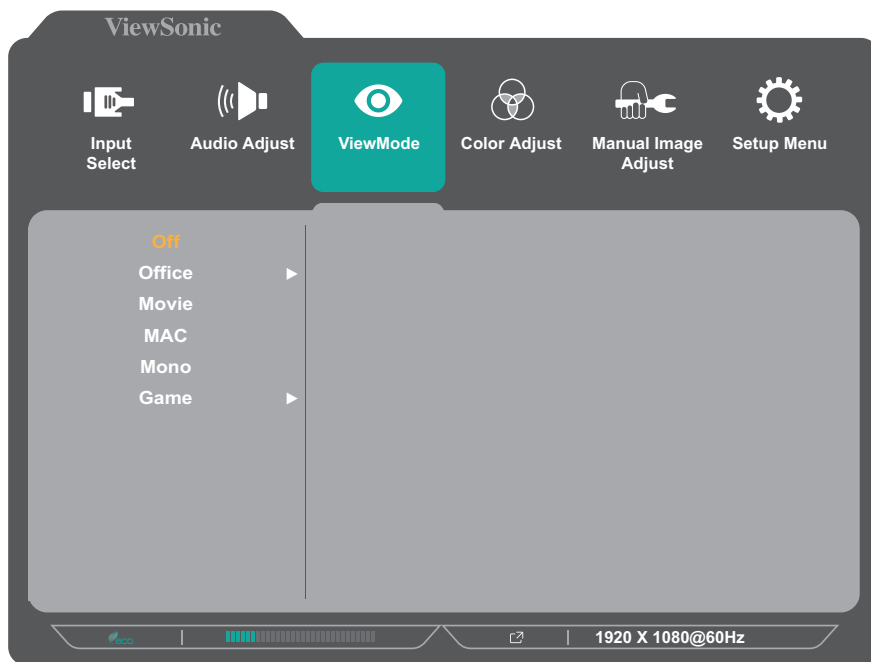 ViewSonic
Input
Select
Audio Adjust
ViewMode
Color Adjust
Manual Image
Adjust
Setup Menu
Off
Office
Movie
MAC
Mono
Game
eco
1920 X 1080@60Hz